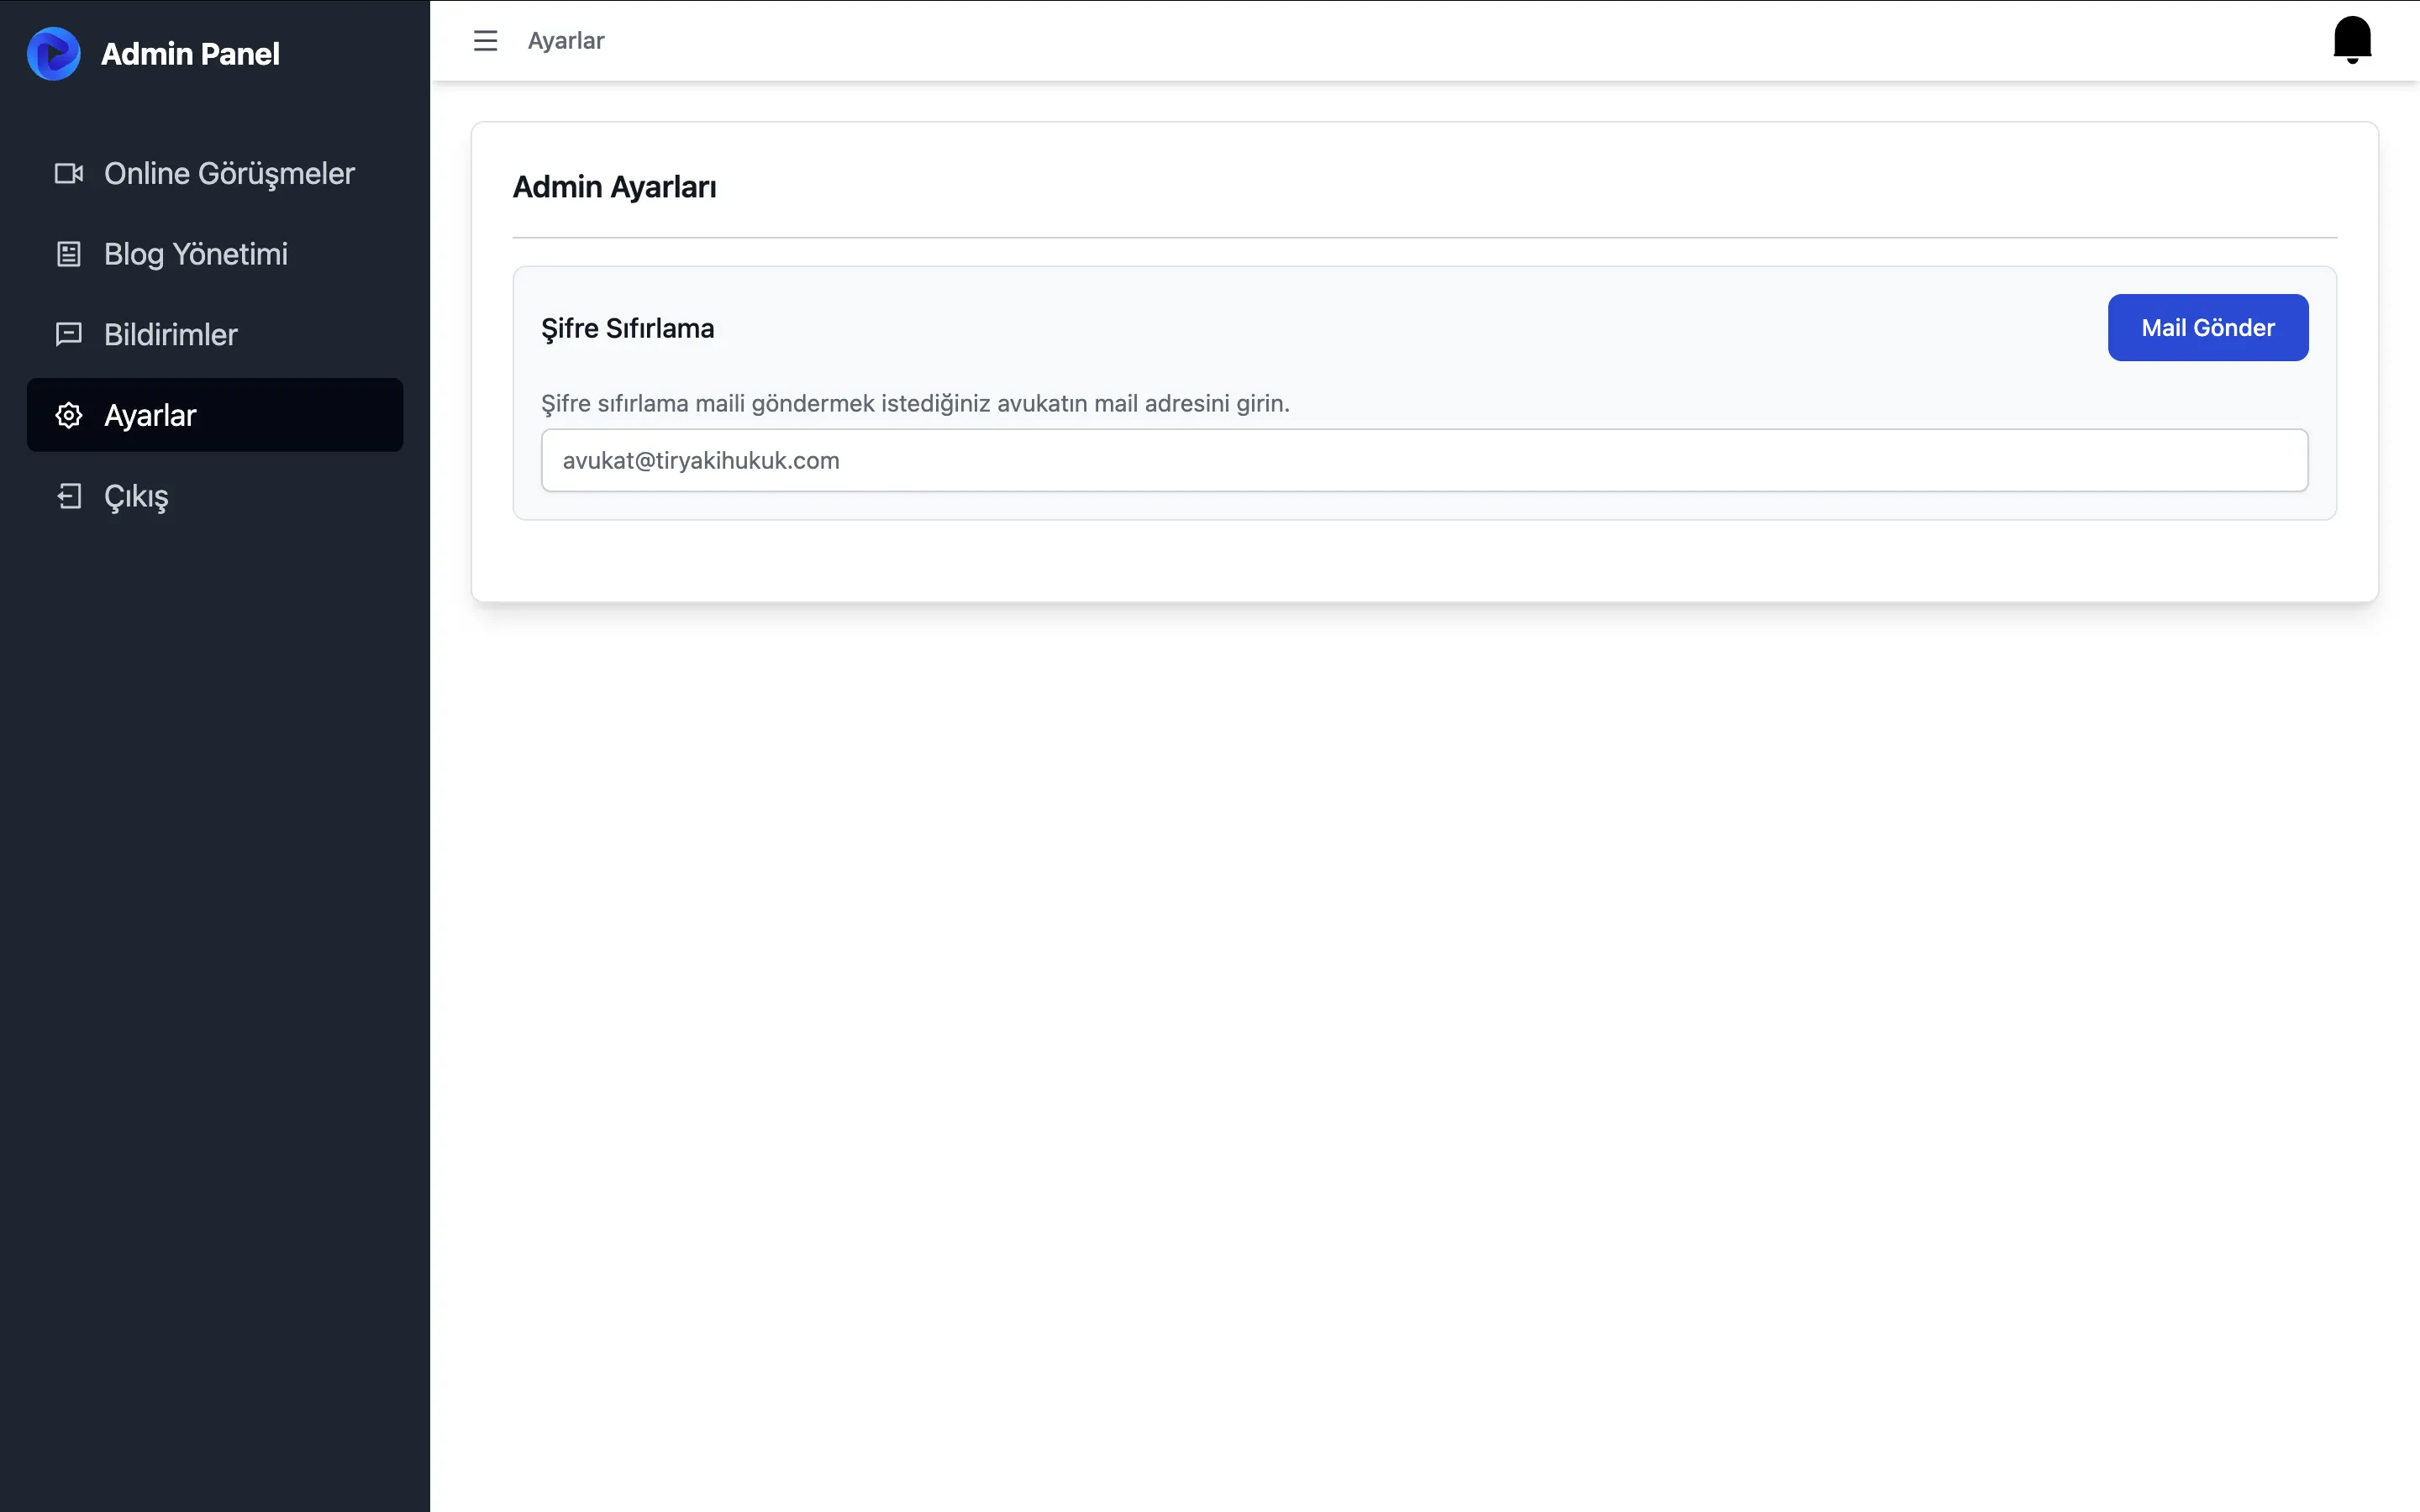 Admin Panel
Online Görüşmeler
Blog Yönetimi
Bildirimler
Ayarlar
Çıkış
Ayarlar
Admin Ayarları
Şifre Sıfırlama
Mail Gönder
Şifre sıfırlama maili göndermek istediğiniz avukatın mail adresini girin.
avukat@tiryakihukuk.com